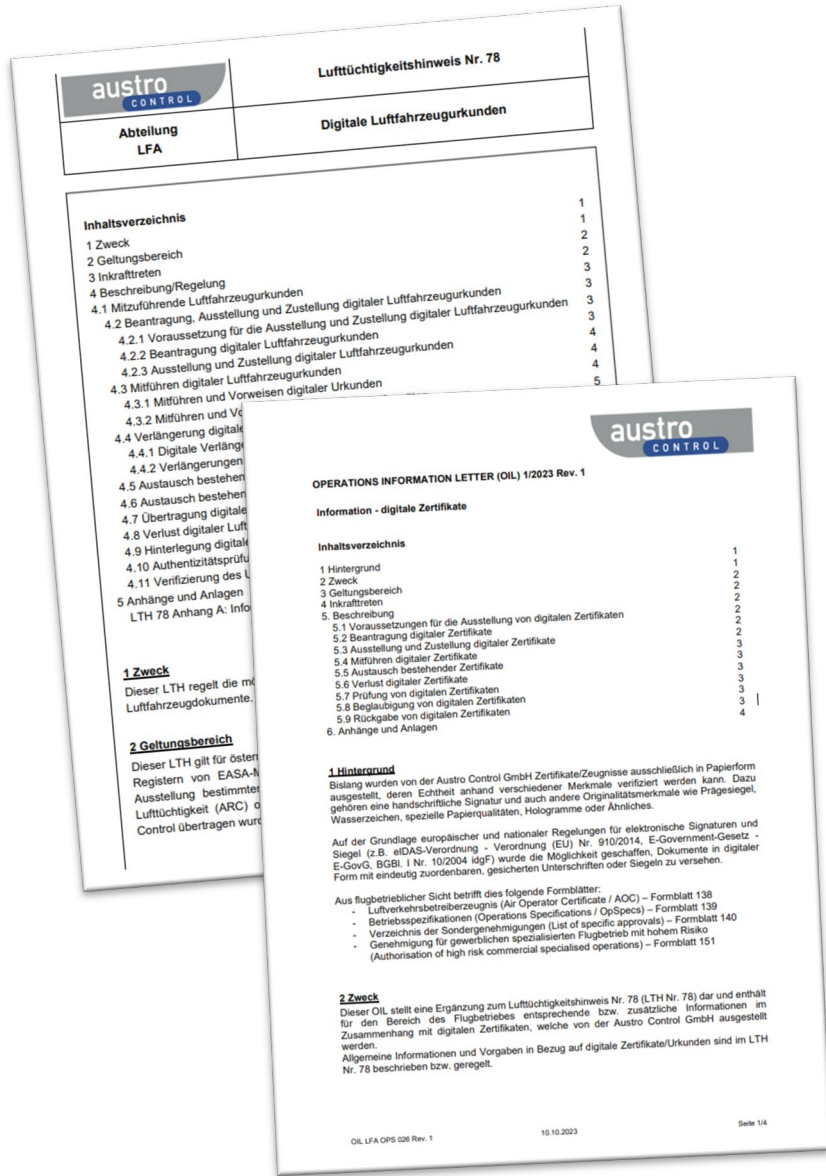 austro
CONTROL
Lufttüchtigkeitshinweis Nr. 78
Abteilung
LFA
Digitale Luftfahrzeugurkunden
Inhaltsverzeichnis
1 Zweck 1
2 Geltungsbereich 1
3 Inkrafttreten 2
4 Beschreibung/Regelung 2
4.1 Mitzuführende Luftfahrzeugurkunden 3
4.2 Beantragung, Ausstellung und Zustellung digitaler Luftfahrzeugurkunden 3
4.2.1 Voraussetzung für die Ausstellung und Zustellung digitaler Luftfahrzeugurkunden 3
4.2.2 Beantragung digitaler Luftfahrzeugurkunden 3
4.2.3 Ausstellung und Zustellung digitaler Luftfahrzeugurkunden 4
4.3 Mitführen digitaler Luftfahrzeugurkunden 4
4.3.1 Mitführen und Vorweisen digitaler Urkunden 4
4.3.2 Mitführen und 5
4.4 Verlängerung
4.4.1 Digitale
4.4.2 Verlängerungen
4.5 Austausch
4.6 Austausch
4.7 Übertragung
4.8 Verlust digitaler
4.9 Hinterlegung
4.10
4.11 Verifizierung des
5 Anhänge und Anlagen
LTH 78 Anhang A:
1 Zweck
Dieser LTH regelt die
Luftfahrzeugdokumente.
2 Geltungsbereich
Dieser LTH gilt für
Registern von
Ausstellung
Lufttüchtigkeit (ARC)
Control übertragen
austro
CONTROL
OPERATIONS INFORMATION LETTER (OIL) 1/2023 Rev. 1
Information - digitale Zertifikate
Inhaltsverzeichnis
1 Hintergrund 1
2 Zweck 1
3 Geltungsbereich 2
4 Inkrafttreten 2
5. Beschreibung 2
5.1 Voraussetzungen für die Ausstellung von digitalen Zertifikaten 2
5.2 Beantragung digitaler Zertifikate 2
5.3 Ausstellung und Zustellung digitaler Zertifikate 2
5.4 Mitführen digitaler Zertifikate 3
5.5 Austausch bestehender Zertifikate 3
5.6 Verlust digitaler Zertifikate 3
5.7 Prüfung von digitalen Zertifikaten 3
5.8 Beglaubigung von digitalen Zertifikaten 3
5.9 Rückgabe von digitalen Zertifikaten 3
6. Anhänge und Anlagen 4
1 Hintergrund
Bislang wurden von der Austro Control GmbH Zertifikate/Zeugnisse ausschließlich in Papierform
ausgestellt, deren Echtheit anhand verschiedener Merkmale verifiziert werden kann. Dazu
gehören eine handschriftliche Signatur und auch andere Originalitätsmerkmale wie Prägesiegel,
Wasserzeichen, spezielle Papierqualitäten, Hologramme oder Ähnliches.
Auf der Grundlage europäischer und nationaler Regelungen für elektronische Signaturen und
Siegel (z.B. eIDAS-Verordnung - Verordnung (EU) Nr. 910/2014, E-Government-Gesetz -
E-GovG, BGBl. I Nr. 10/2004 idgF) wurde die Möglichkeit geschaffen, Dokumente in digitaler
Form mit eindeutig zuordenbaren, gesicherten Unterschriften oder Siegeln zu versehen.
Aus flugbetrieblicher Sicht betrifft dies folgende Formblätter:
- Luftverkehrsbetreiberzeugnis (Air Operator Certificate / AOC) – Formblatt 138
- Betriebsspezifikationen (Operations Specifications / OpSpecs) – Formblatt 139
- Verzeichnis der Sondergenehmigungen (List of specific approvals) – Formblatt 140
- Genehmigung für gewerblichen spezialisierten Flugbetrieb mit hohem Risiko
(Authorisation of high risk commercial specialised operations) – Formblatt 151
2 Zweck
Dieser OIL stellt eine Ergänzung zum Lufttüchtigkeitshinweis Nr. 78 (LTH Nr. 78) dar und enthält
für den Bereich des Flugbetriebes entsprechende bzw. zusätzliche Informationen im
Zusammenhang mit digitalen Zertifikaten, welche von der Austro Control GmbH ausgestellt
werden.
Allgemeine Informationen und Vorgaben in Bezug auf digitale Zertifikate/Urkunden sind im LTH
Nr. 78 beschrieben bzw. geregelt.
OIL LFA OPS 026 Rev. 1 10.10.2023 Seite 1/4